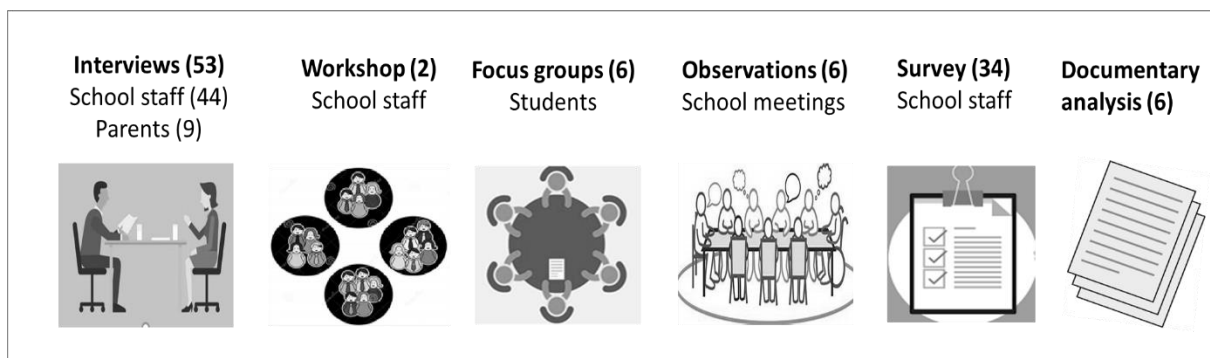 Interviews (53)
School staff (44)
Parents (9)
Workshop (2)
School staff
Focus groups (6)
Students
Observations (6)
School meetings
Survey (34)
School staff
Documentary
analysis (6)